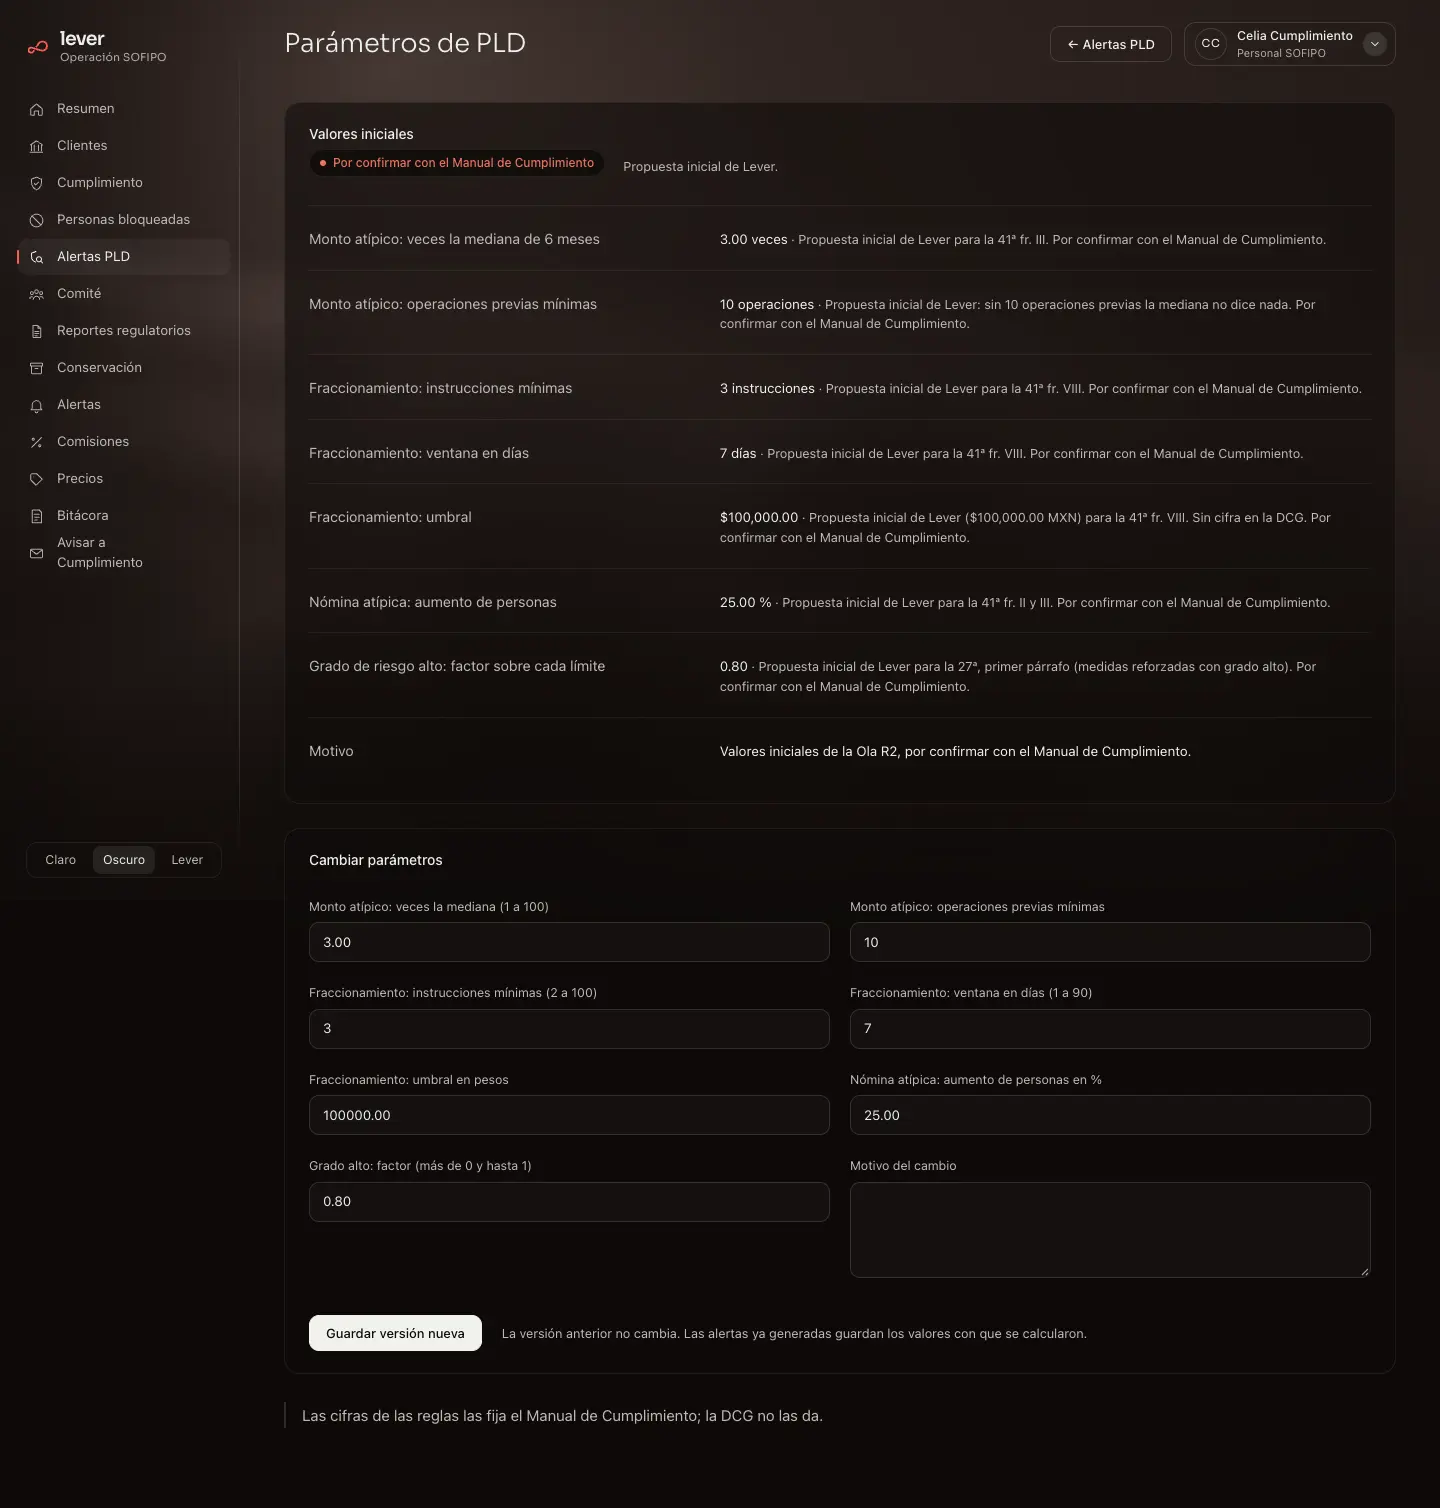 lever
Operación SOFIPO
Resumen
Clientes
Cumplimiento
Personas bloqueadas
Alertas PLD
Comité
Reportes regulatorios
Conservación
Alertas
Comisiones
Precios
Bitácora
Avisar a
Cumplimiento
Claro Oscuro Lever
Parámetros de PLD
← Alertas PLD
CC
Celia Cumplimiento
Personal SOFIPO
Valores iniciales
Por confirmar con el Manual de Cumplimiento Propuesta inicial de Lever.
Monto atípico: veces la mediana de 6 meses 3.00 veces · Propuesta inicial de Lever para la 41ª fr. III. Por confirmar con el Manual de Cumplimiento.
Monto atípico: operaciones previas mínimas 10 operaciones · Propuesta inicial de Lever: sin 10 operaciones previas la mediana no dice nada. Por
confirmar con el Manual de Cumplimiento.
Fraccionamiento: instrucciones mínimas 3 instrucciones · Propuesta inicial de Lever para la 41ª fr. VIII. Por confirmar con el Manual de Cumplimiento.
Fraccionamiento: ventana en días 7 días · Propuesta inicial de Lever para la 41ª fr. VIII. Por confirmar con el Manual de Cumplimiento.
Fraccionamiento: umbral $100,000.00 · Propuesta inicial de Lever ($100,000.00 MXN) para la 41ª fr. VIII. Sin cifra en la DCG. Por
confirmar con el Manual de Cumplimiento.
Nómina atípica: aumento de personas 25.00 % · Propuesta inicial de Lever para la 41ª fr. II y III. Por confirmar con el Manual de Cumplimiento.
Grado de riesgo alto: factor sobre cada límite 0.80 · Propuesta inicial de Lever para la 27ª, primer párrafo (medidas reforzadas con grado alto). Por
confirmar con el Manual de Cumplimiento.
Motivo Valores iniciales de la Ola R2, por confirmar con el Manual de Cumplimiento.
Cambiar parámetros
Monto atípico: veces la mediana (1 a 100) Monto atípico: operaciones previas mínimas
3.00 10
Fraccionamiento: instrucciones mínimas (2 a 100) Fraccionamiento: ventana en días (1 a 90)
3 7
Fraccionamiento: umbral en pesos Nómina atípica: aumento de personas en %
100000.00 25.00
Grado alto: factor (más de 0 y hasta 1) Motivo del cambio
0.80
Guardar versión nueva La versión anterior no cambia. Las alertas ya generadas guardan los valores con que se calcularon.
Las cifras de las reglas las fija el Manual de Cumplimiento; la DCG no las da.